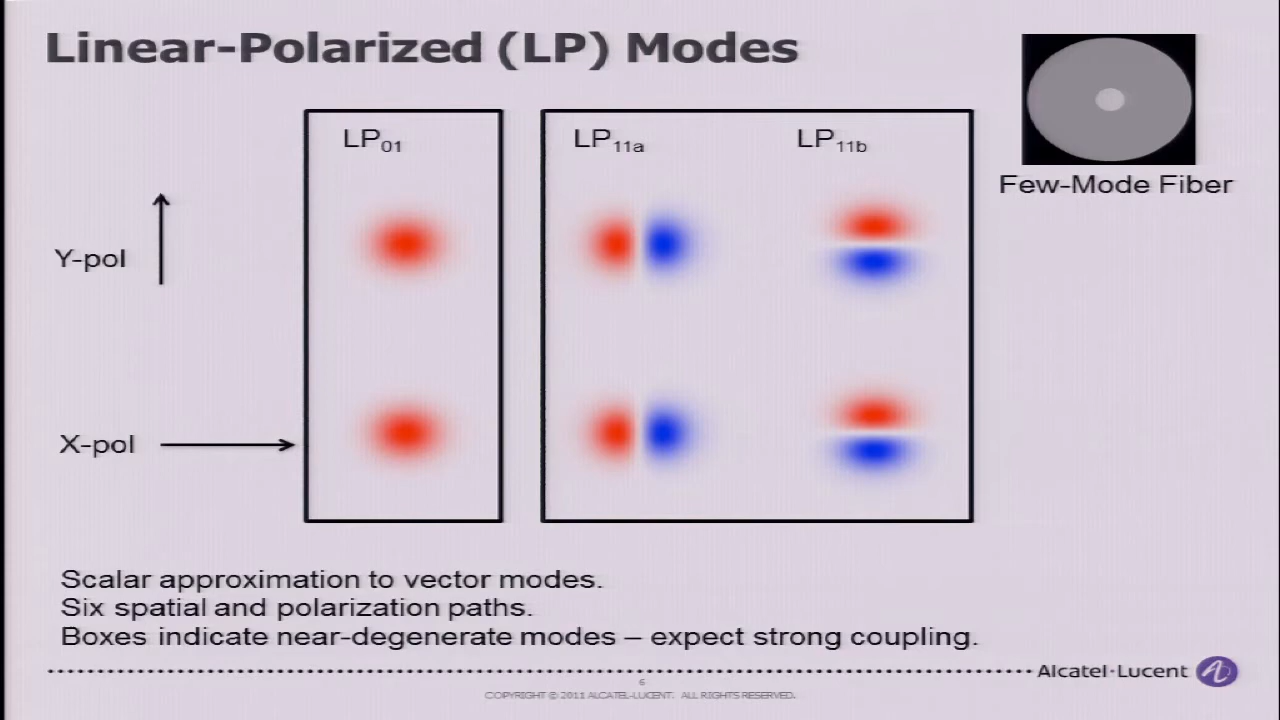 Linear-Polarized (LP) Modes
LP01
LP11a
LP11b
Few-Mode Fiber
Y-pol
X-pol
Scalar approximation to vector modes.
Six spatial and polarization paths.
Boxes indicate near-degenerate modes – expect strong coupling.
Alcatel·Lucent
6
COPYRIGHT © 2011 ALCATEL-LUCENT. ALL RIGHTS RESERVED.